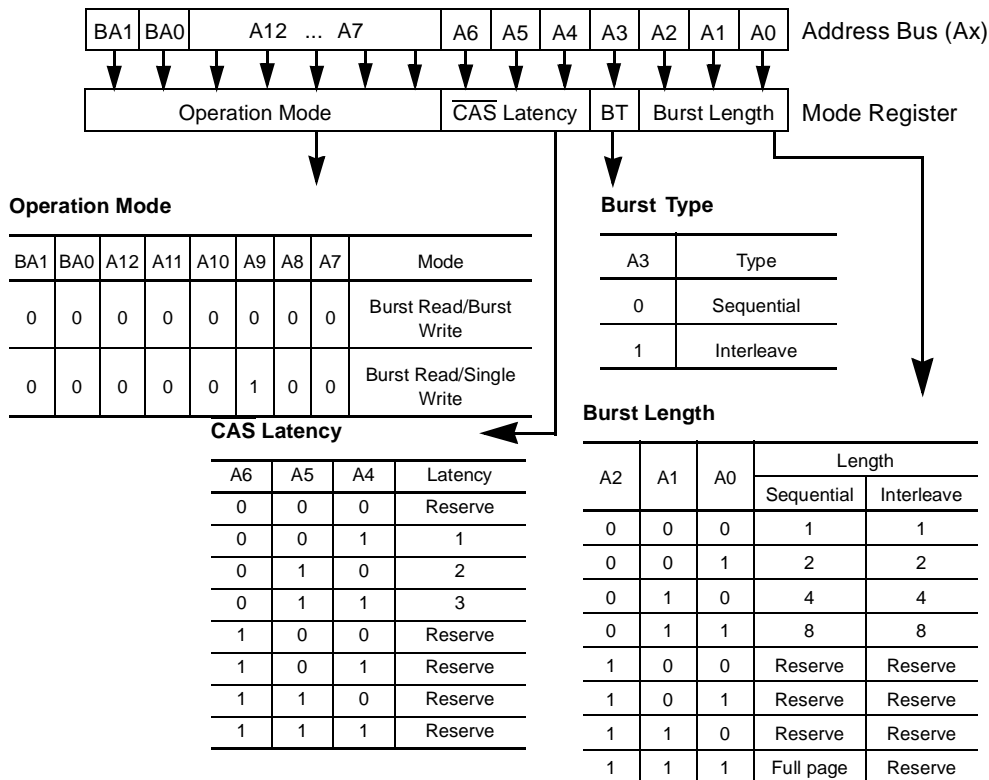 BA1 BA0 A12 ... A7 A6 A5 A4 A3 A2 A1 A0 Address Bus (Ax)
Operation Mode CAS Latency BT Burst Length Mode Register
Operation Mode
BA1 BA0 A12 A11 A10 A9 A8 A7 Mode
0 0 0 0 0 0 0 0 Burst Read/Burst
Write
0 0 0 0 0 1 0 0 Burst Read/Single
Write
Burst Type
A3 Type
0 Sequential
1 Interleave
CAS Latency
A6 A5 A4 Latency
0 0 0 Reserve
0 0 1 1
0 1 0 2
0 1 1 3
1 0 0 Reserve
1 0 1 Reserve
1 1 0 Reserve
1 1 1 Reserve
Burst Length
A2 A1 A0 Length
Sequential Interleave
0 0 0 1 1
0 0 1 2 2
0 1 0 4 4
0 1 1 8 8
1 0 0 Reserve Reserve
1 0 1 Reserve Reserve
1 1 0 Reserve Reserve
1 1 1 Full page Reserve